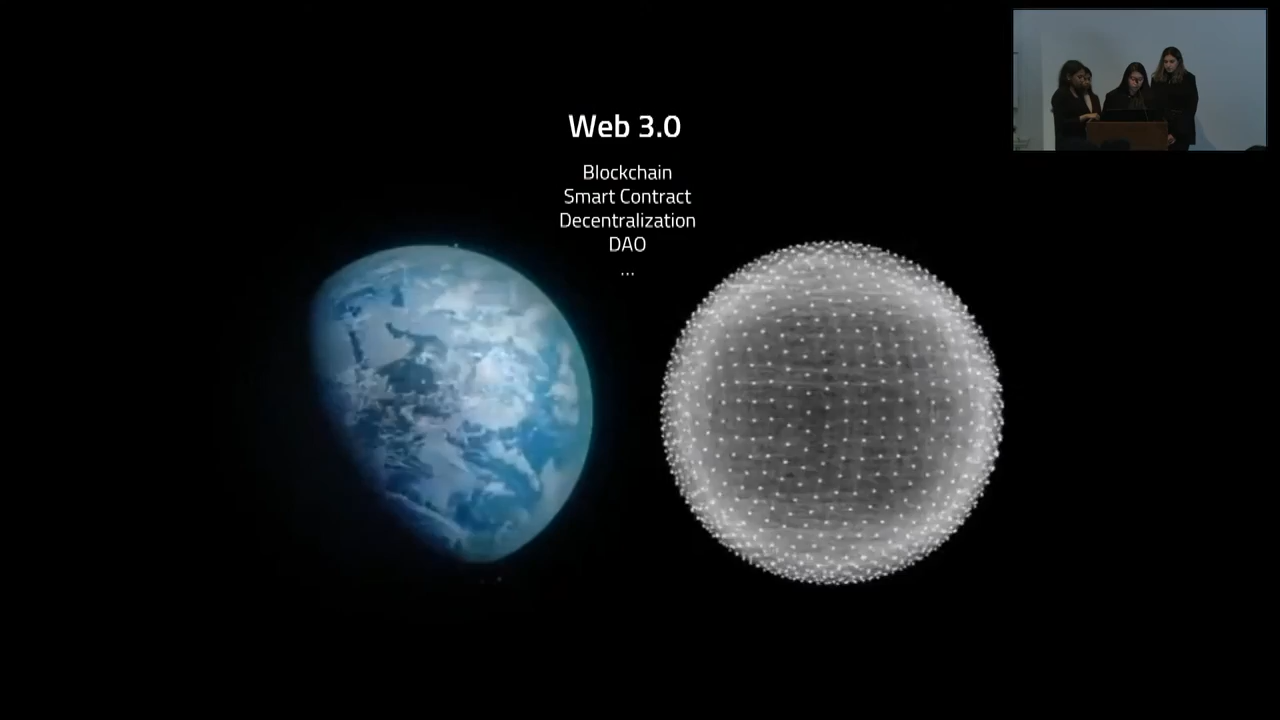 Web 3.0
Blockchain
Smart Contract
Decentralization
DAO
...